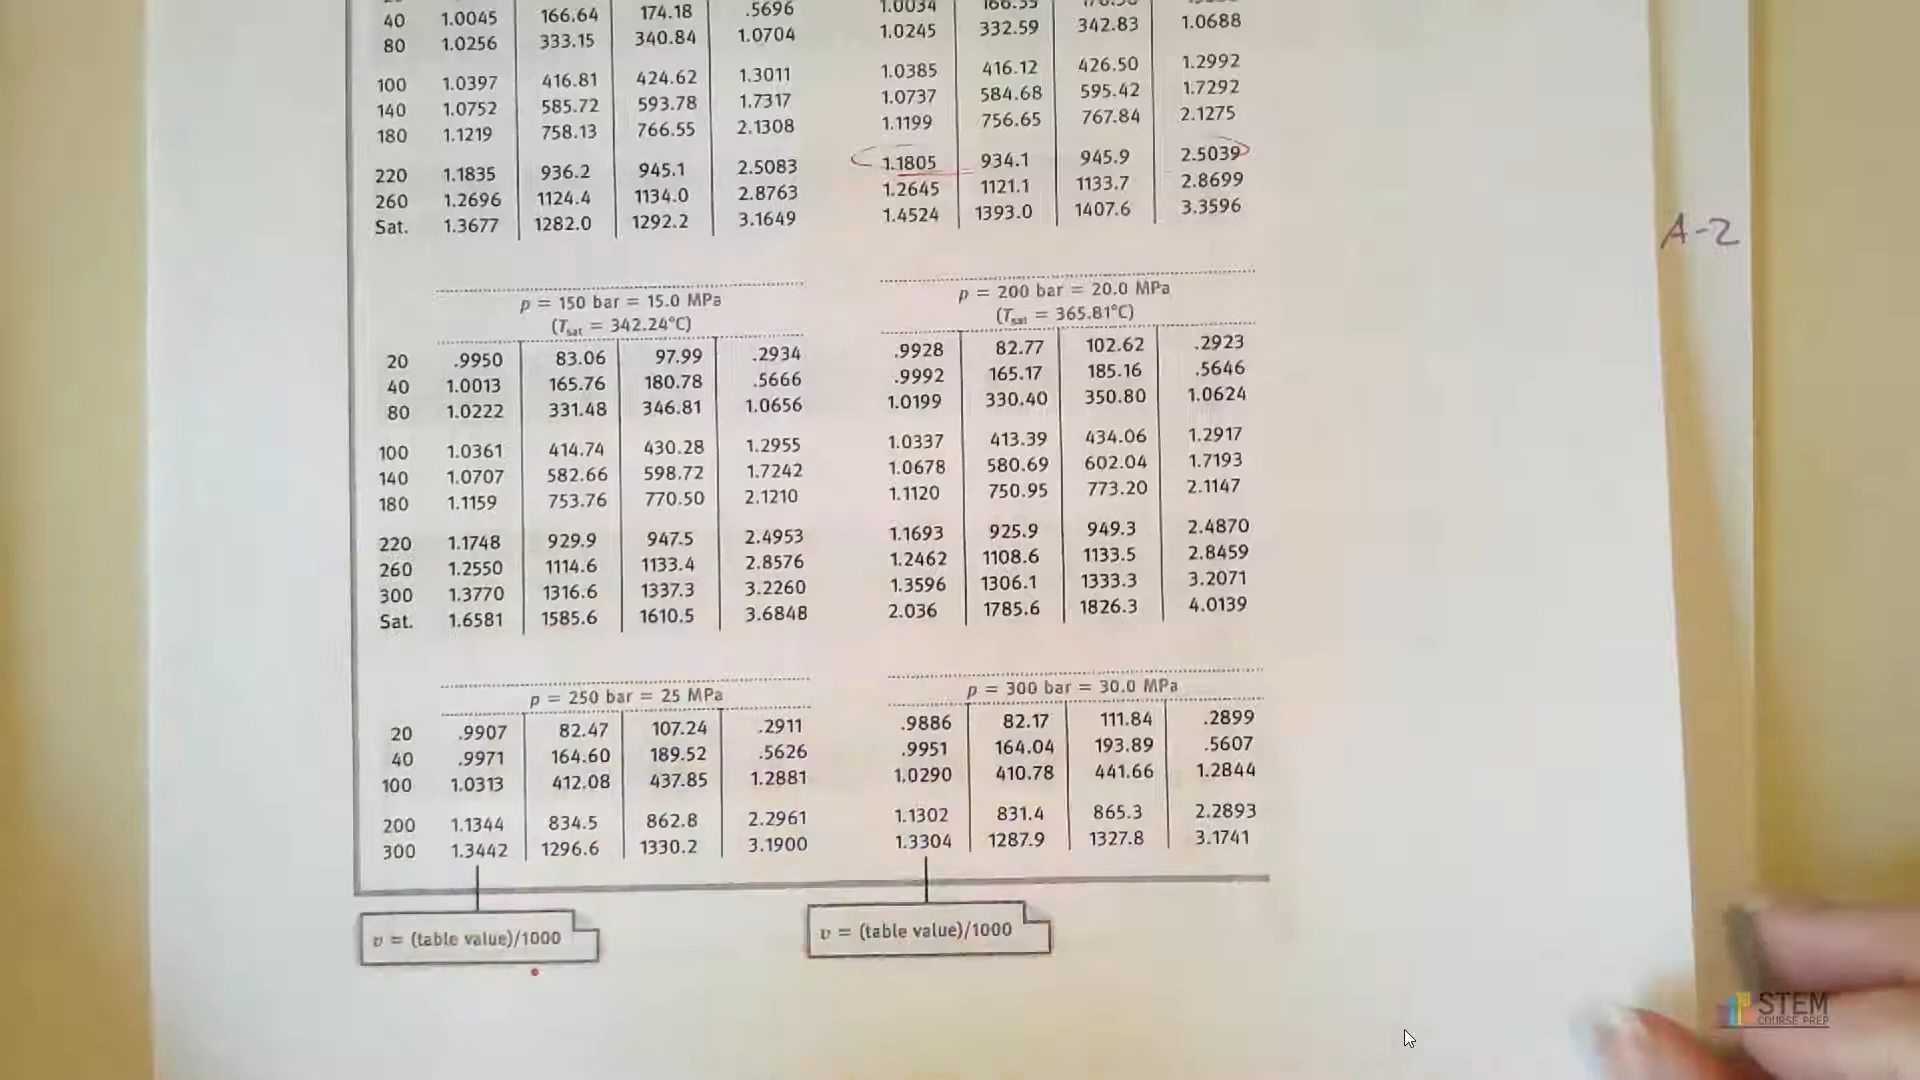 40 1.0045 166.64 174.18 .5696 1.0034
80 1.0256 333.15 340.84 1.0704 1.0245 332.59 342.83 1.0688
100 1.0397 416.81 424.62 1.3011 1.0385 416.12 426.50 1.2992
140 1.0752 585.72 593.78 1.7317 1.0737 584.68 595.42 1.7292
180 1.1219 758.13 766.55 2.1308 1.1199 756.65 767.84 2.1275
220 1.1835 936.2 945.1 2.5083 1.1805 934.1 945.9 2.5039
260 1.2696 1124.4 1134.0 2.8763 1.2645 1121.1 1133.7 2.8699
Sat. 1.3677 1282.0 1292.2 3.1649 1.4524 1393.0 1407.6 3.3596
A-2
p = 150 bar = 15.0 MPa p = 200 bar = 20.0 MPa
(Tsat = 342.24°C) (Tsat = 365.81°C)
20 .9950 83.06 97.99 .2934 .9928 82.77 102.62 .2923
40 1.0013 165.76 180.78 .5666 .9992 165.17 185.16 .5646
80 1.0222 331.48 346.81 1.0656 1.0199 330.40 350.80 1.0624
100 1.0361 414.74 430.28 1.2955 1.0337 413.39 434.06 1.2917
140 1.0707 582.66 598.72 1.7242 1.0678 580.69 602.04 1.7193
180 1.1159 753.76 770.50 2.1210 1.1120 750.95 773.20 2.1147
220 1.1748 929.9 947.5 2.4953 1.1693 925.9 949.3 2.4870
260 1.2550 1114.6 1133.4 2.8576 1.2462 1108.6 1133.5 2.8459
300 1.3770 1316.6 1337.3 3.2260 1.3596 1306.1 1333.3 3.2071
Sat. 1.6581 1585.6 1610.5 3.6848 2.036 1785.6 1826.3 4.0139
p = 250 bar = 25 MPa p = 300 bar = 30.0 MPa
20 .9907 82.47 107.24 .2911 .9886 82.17 111.84 .2899
40 .9971 164.60 189.52 .5626 .9951 164.04 193.89 .5607
100 1.0313 412.08 437.85 1.2881 1.0290 410.78 441.66 1.2844
200 1.1344 834.5 862.8 2.2961 1.1302 831.4 865.3 2.2893
300 1.3442 1296.6 1330.2 3.1900 1.3304 1287.9 1327.8 3.1741
v = (table value)/1000 v = (table value)/1000
STEM
COURSE PREP